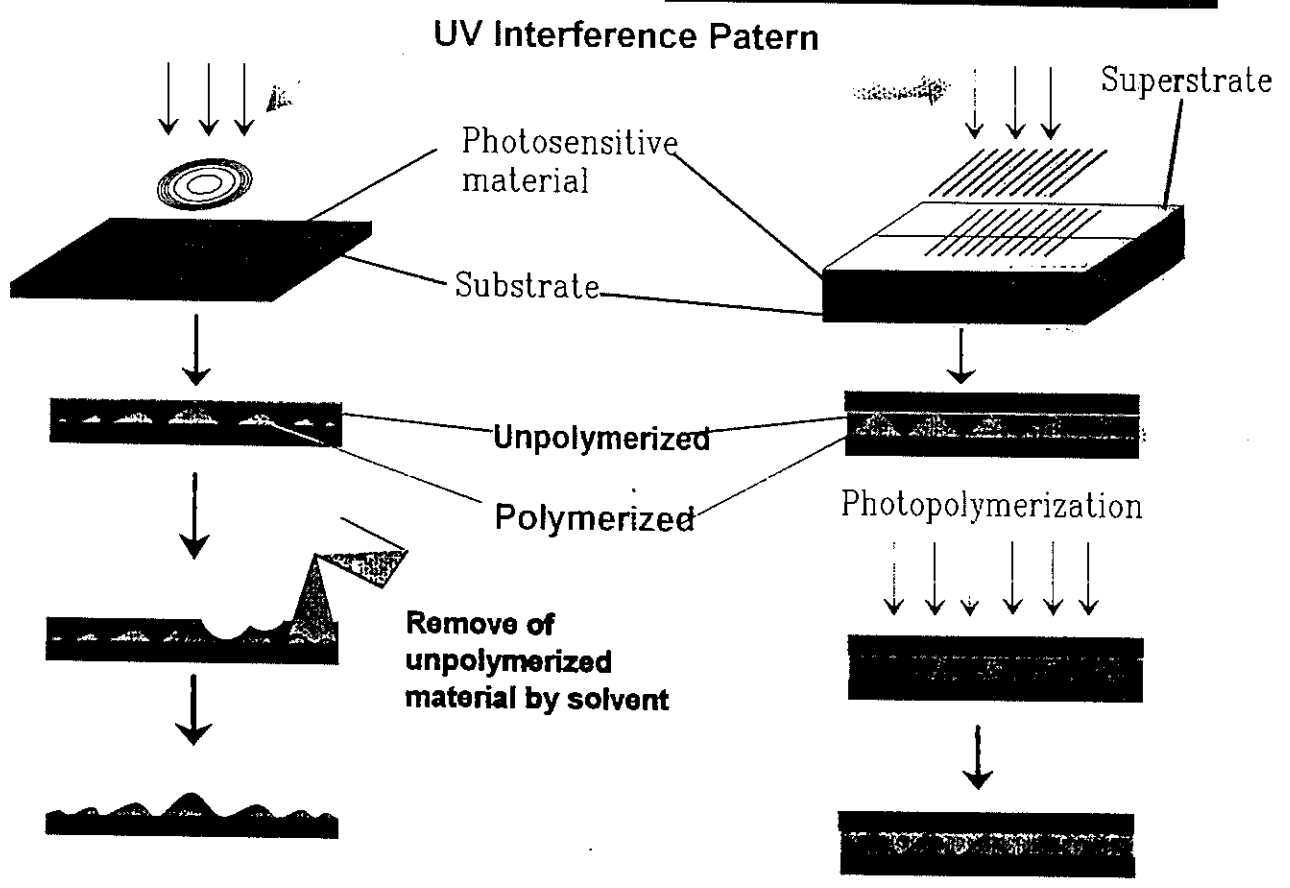 UV Interference Patern
Superstrate
Photosensitive
material
Substrate
Unpolymerized
Polymerized
Photopolymerization
Remove of
unpolymerized
material by solvent